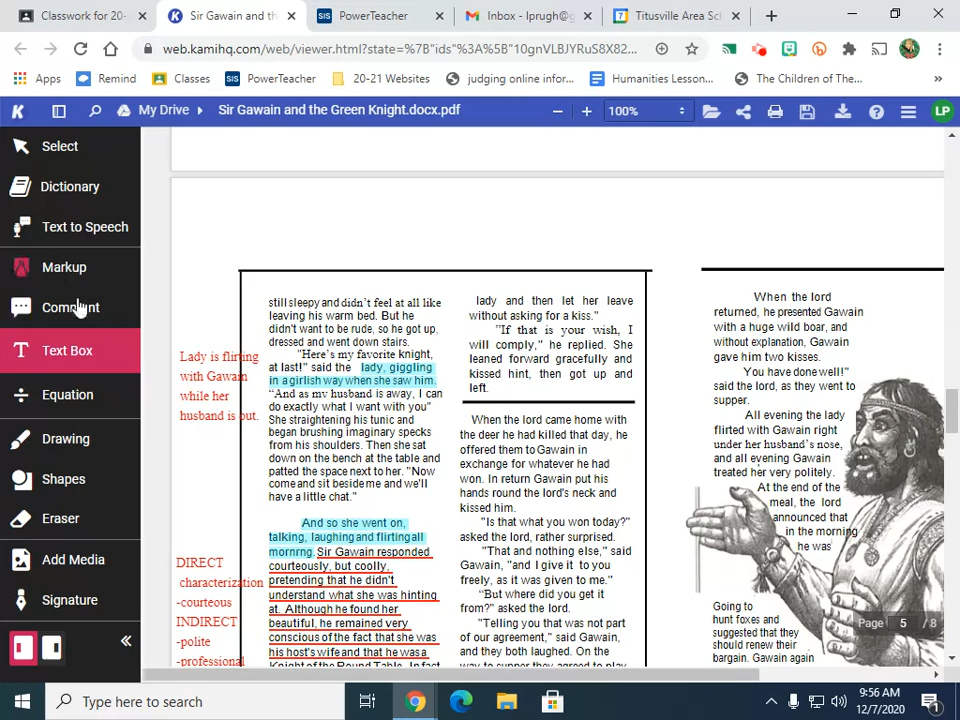 Classwork for 20-
Sir Gawain and th
PowerTeacher
Inbox - lprugh@g
Titusville Area Sc
web.kamihq.com/web/viewer.html?state=%7B"ids"%3A%5B"10gnVLBJYRuS8X82...
Apps
Remind
Classes
PowerTeacher
20-21 Websites
judging online infor...
Humanities Lesson...
The Children of The...
My Drive
Sir Gawain and the Green Knight.docx.pdf
100%
LP
Select
Dictionary
Text to Speech
Markup
Comment
Text Box
Equation
Drawing
Shapes
Eraser
Add Media
Signature
Lady is flirting
with Gawain
while her
husband is out.
DIRECT
characterization
-courteous
INDIRECT
-polite
-professional
still sleepy and didn't feel at all like
leaving his warm bed. But he
didn't want to be rude, so he got up,
dressed and went down stairs.
"Here's my favorite knight,
at last!" said the lady, giggling
in a girlish way when she saw him.
"And as my husband is away, I can
do exactly what I want with you"
She straightening his tunic and
began brushing imaginary specks
from his shoulders. Then she sat
down on the bench at the table and
patted the space next to her. "Now
come and sit beside me and we'll
have a little chat."
And so she went on,
talking, laughing and flirting all
mornrng. Sir Gawain responded
courteously, but coolly,
pretending that he didn't
understand what she was hinting
at. Although he found her
beautiful, he remained very
conscious of the fact that she was
his host's wife and that he was a
Knight of the Round Table. In fact
lady and then let her leave
without asking for a kiss."
"If that is your wish, I
will comply," he replied. She
leaned forward gracefully and
kissed hint, then got up and
left.
When the lord came home with
the deer he had killed that day, he
offered them to Gawain in
exchange for whatever he had
won. In return Gawain put his
hands round the lord's neck and
kissed him.
"Is that what you won today?"
asked the lord, rather surprised.
"That and nothing else," said
Gawain, "and I give it to you
freely, as it was given to me."
"But where did you get it
from?" asked the lord.
"Telling you that was not part
of our agreement," said Gawain,
and they both laughed. On the
way to supper they agreed to play
When the lord
returned, he presented Gawain
with a huge wild boar, and
without explanation, Gawain
gave him two kisses.
You have done well!"
said the lord, as they went to
supper.
All evening the lady
flirted with Gawain right
under her husband's nose,
and all evening Gawain
treated her very politely.
At the end of the
meal, the lord
announced that
in the morning
he was
Going to
hunt foxes and
suggested that they
should renew their
bargain. Gawain again
Page 5 / 8
Type here to search
9:56 AM
12/7/2020
1